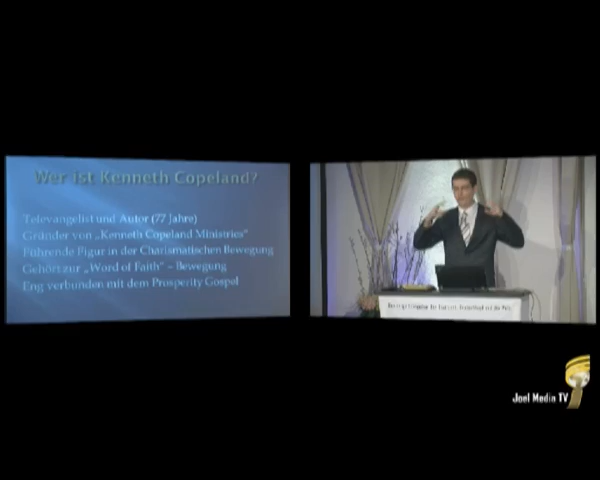 Wer ist Kenneth Copeland?
Televangelist und Autor (77 Jahre)
Gründer von „Kenneth Copeland Ministries“
Führende Figur in der Charismatischen Bewegung
Gehört zur „Word of Faith“ – Bewegung
Eng verbunden mit dem Prosperity Gospel
Joel Media TV